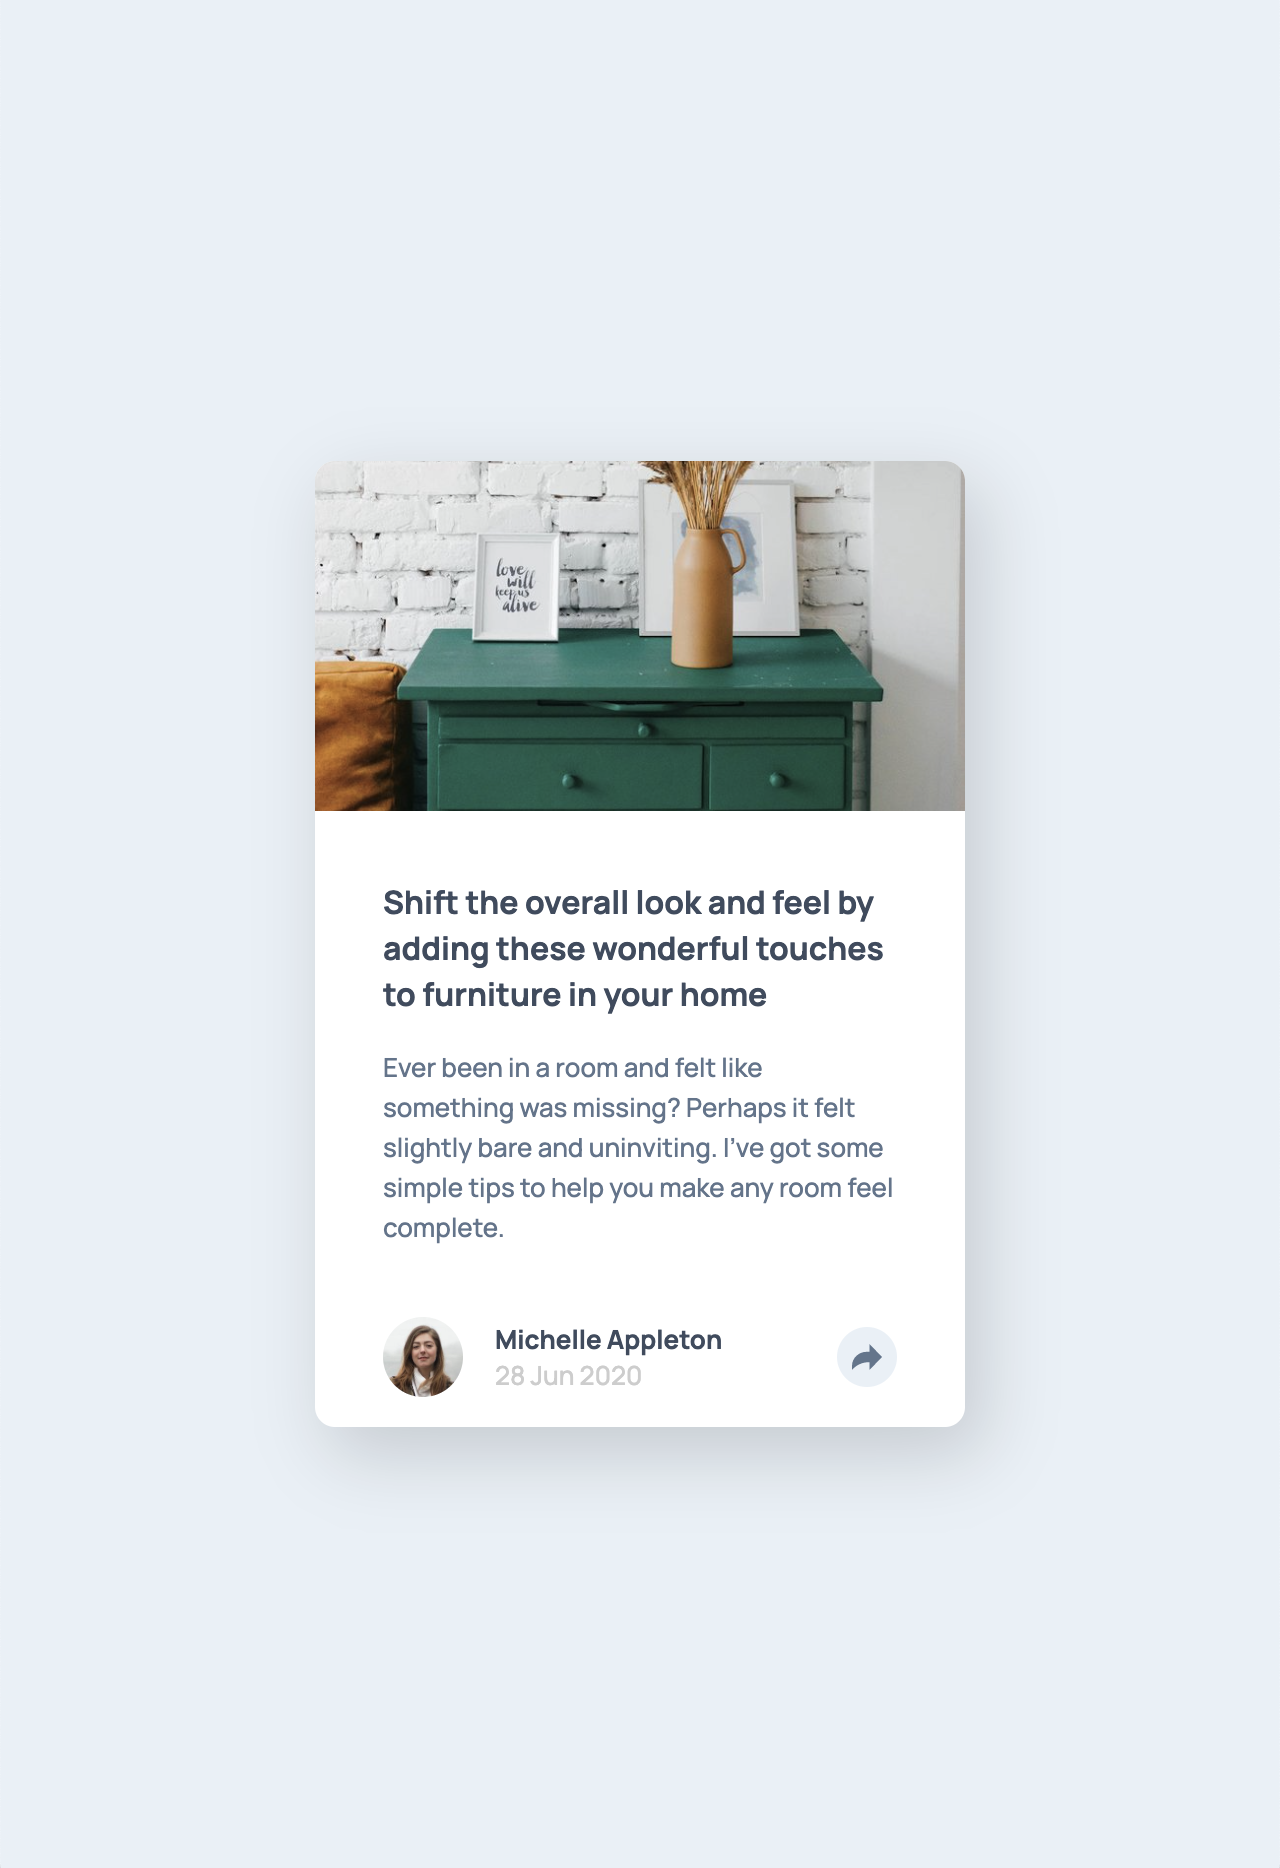 love
will
keep us
alive
Shift the overall look and feel by
adding these wonderful touches
to furniture in your home
Ever been in a room and felt like
something was missing? Perhaps it felt
slightly bare and uninviting. I’ve got some
simple tips to help you make any room feel
complete.
Michelle Appleton
28 Jun 2020